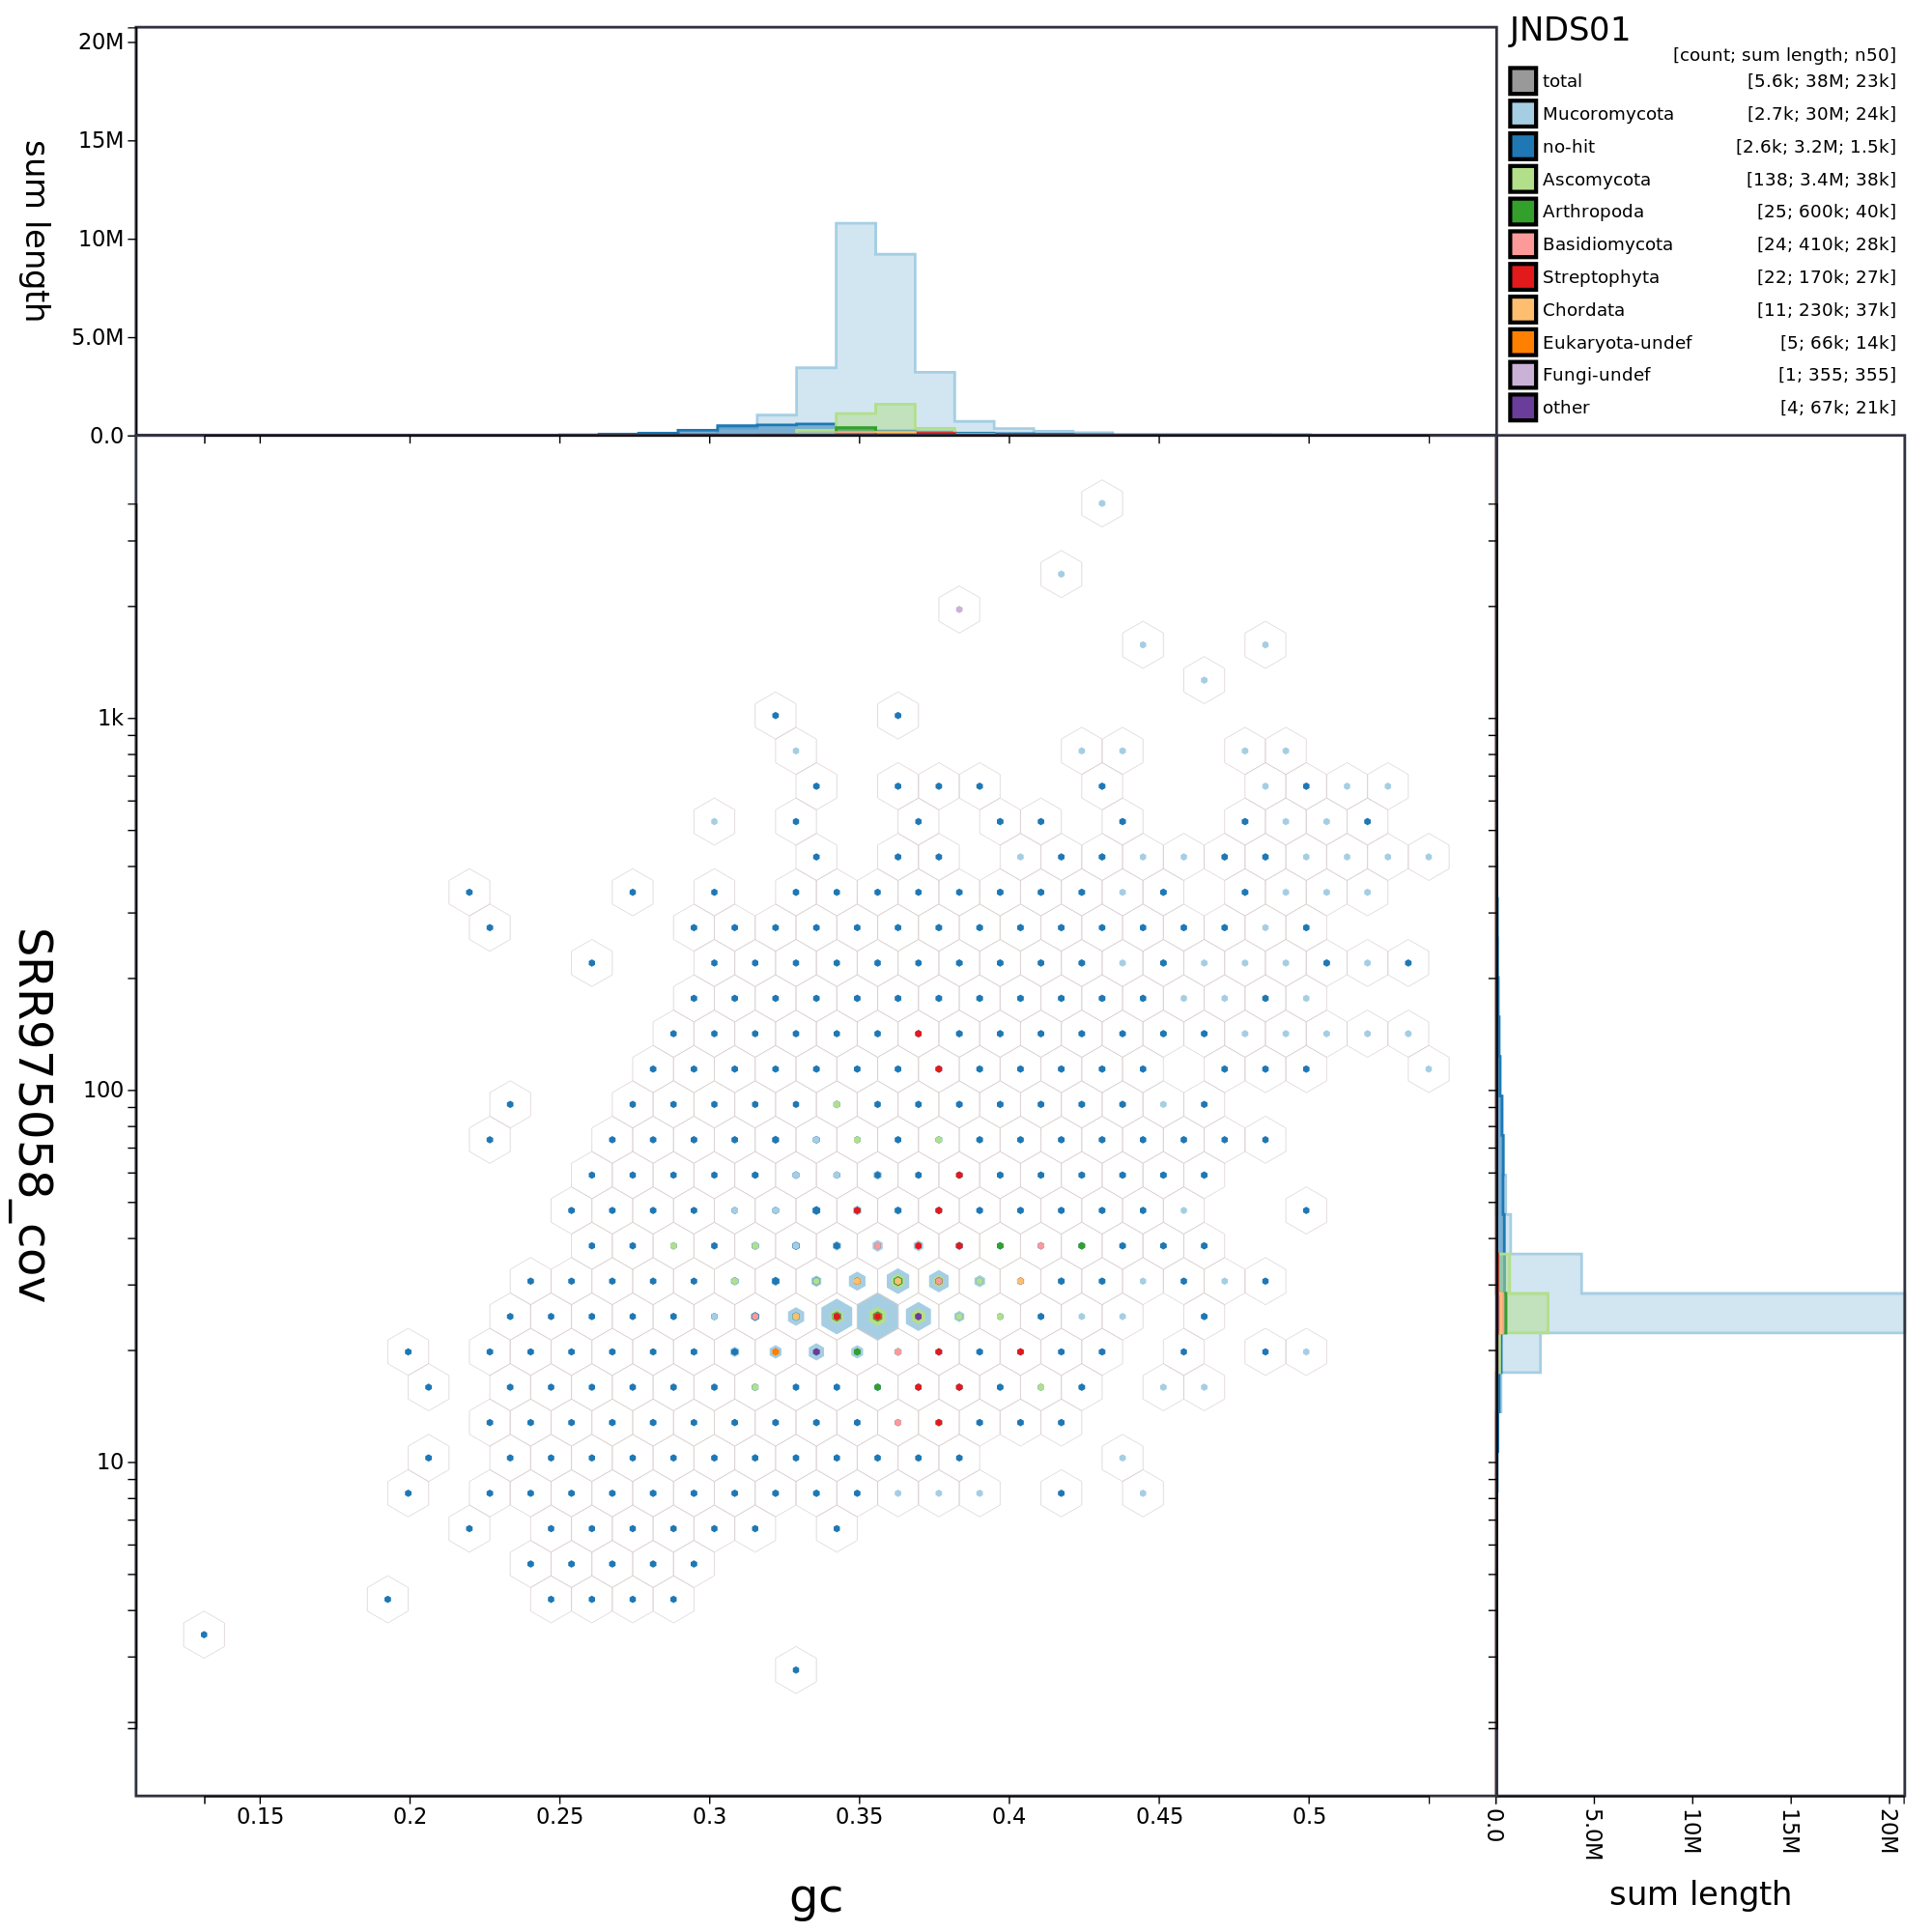 JNDS01
[count; sum length; n50]
total [5.6k; 38M; 23k]
Mucoromycota [2.7k; 30M; 24k]
no-hit [2.6k; 3.2M; 1.5k]
Ascomycota [138; 3.4M; 38k]
Arthropoda [25; 600k; 40k]
Basidiomycota [24; 410k; 28k]
Streptophyta [22; 170k; 27k]
Chordata [11; 230k; 37k]
Eukaryota-undef [5; 66k; 14k]
Fungi-undef [1; 355; 355]
other [4; 67k; 21k]
sum length
20M
15M
10M
5.0M
0.0
SRR975058_cov
1k
100
10
0.15 0.2 0.25 0.3 0.35 0.4 0.45 0.5
gc
0.0 5.0M 10M 15M 20M
sum length